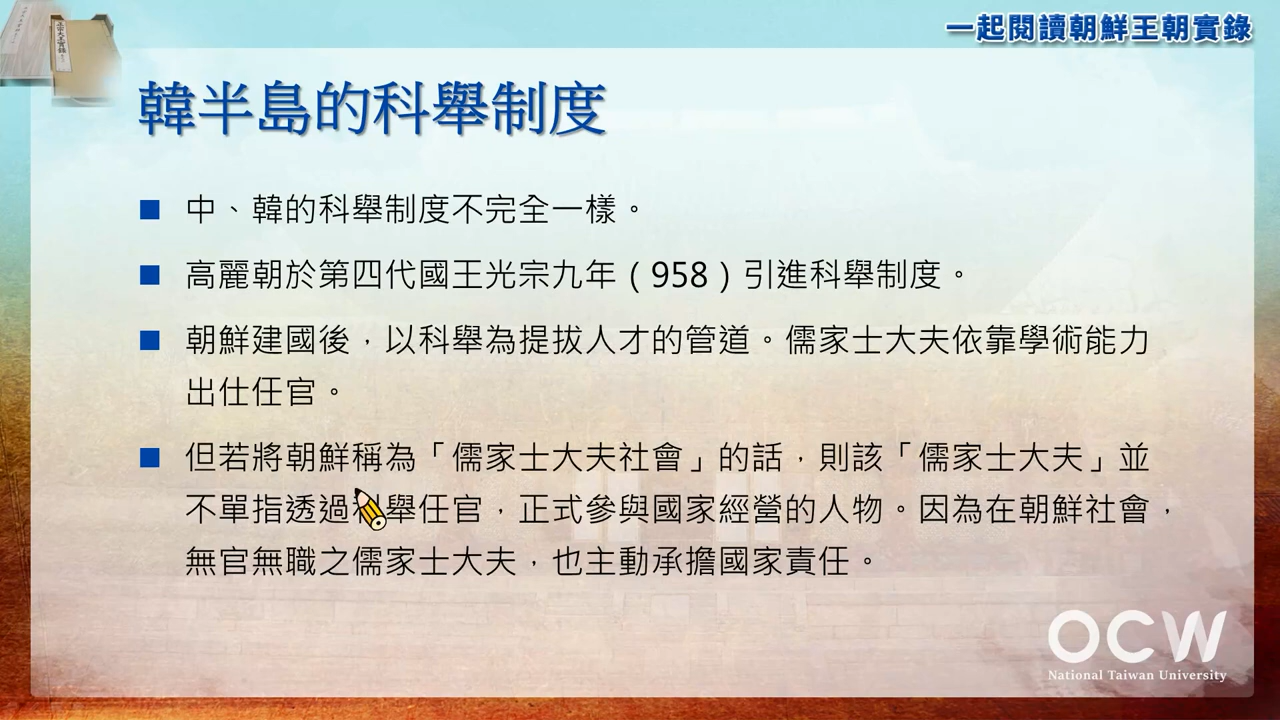 一起閱讀朝鮮王朝實錄
韓半島的科舉制度
中、韓的科舉制度不完全一樣。
高麗朝於第四代國王光宗九年（958）引進科舉制度。
朝鮮建國後，以科舉為提拔人才的管道。儒家士大夫依靠學術能力
出仕任官。
但若將朝鮮稱為「儒家士大夫社會」的話，則該「儒家士大夫」並
不單指透過科舉任官，正式參與國家經營的人物。因為在朝鮮社會，
無官無職之儒家士大夫，也主動承擔國家責任。
OCW
National Taiwan University